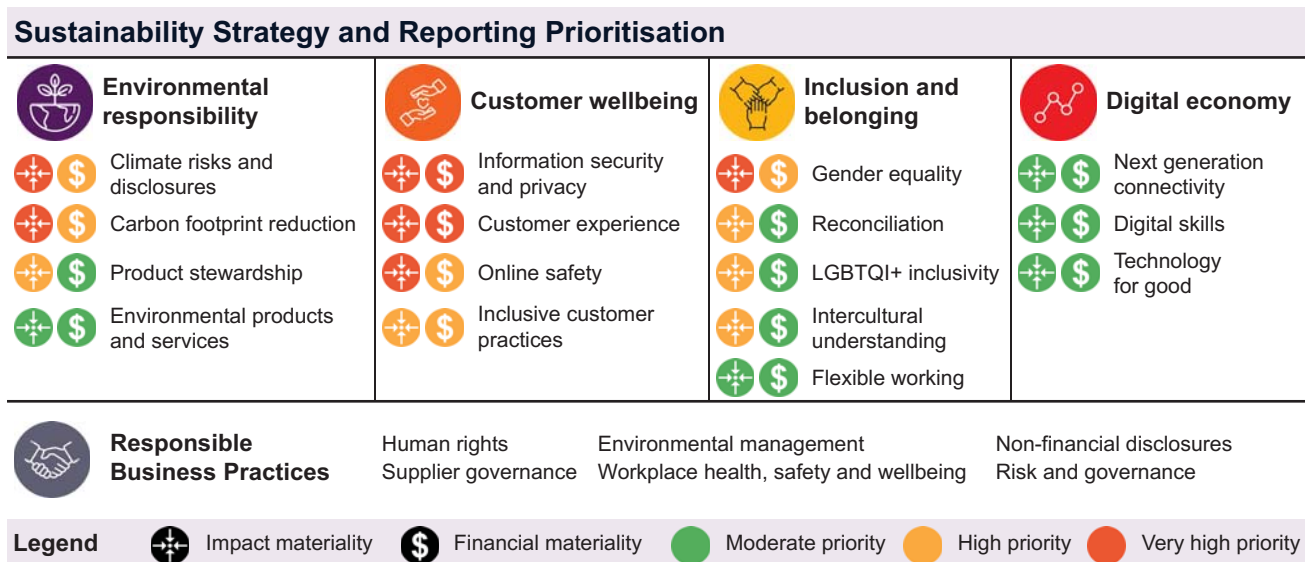 Sustainability Strategy and Reporting Prioritisation
Environmental
responsibility
Climate risks and
disclosures
Carbon footprint reduction
Product stewardship
Environmental products
and services
Customer wellbeing
Information security
and privacy
Customer experience
Online safety
Inclusive customer
practices
Inclusion and
belonging
Gender equality
Reconciliation
LGBTQI+ inclusivity
Intercultural
understanding
Flexible working
Digital economy
Next generation
connectivity
Digital skills
Technology
for good
Responsible
Business Practices
Human rights
Supplier governance
Environmental management
Workplace health, safety and wellbeing
Non-financial disclosures
Risk and governance
Legend
Impact materiality
$ Financial materiality
Moderate priority
High priority
Very high priority